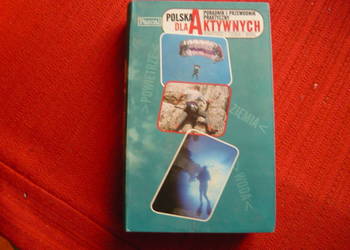 Pascal
PORADNIK I PRZEWODNIK
PRAKTYCZNY
POLSKA
DLA AKTYWNYCH
POWIETRZE
ZIEMIA
WODA